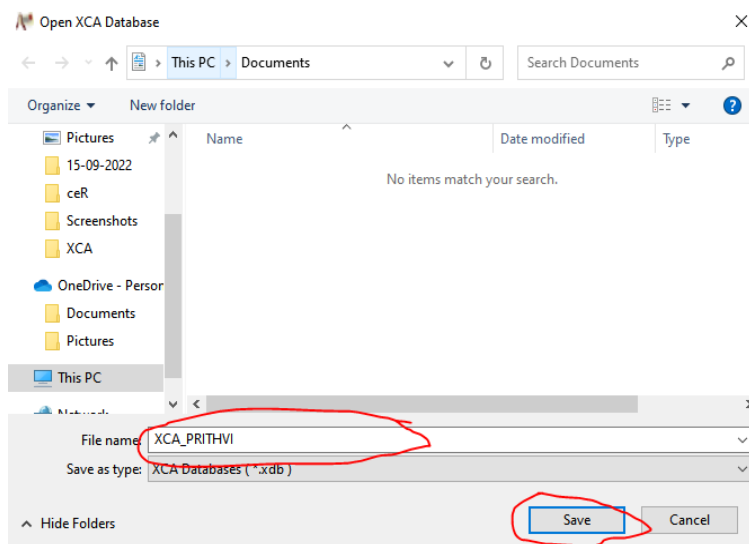 Open XCA Database
This PC > Documents
Search Documents
Organize
New folder
Name
Date modified
Type
No items match your search.
Pictures
15-09-2022
ceR
Screenshots
XCA
OneDrive - Person
Documents
Pictures
This PC
Network
File name: XCA_PRITHVI
Save as type: XCA Databases ( *.xdb )
Hide Folders
Save
Cancel